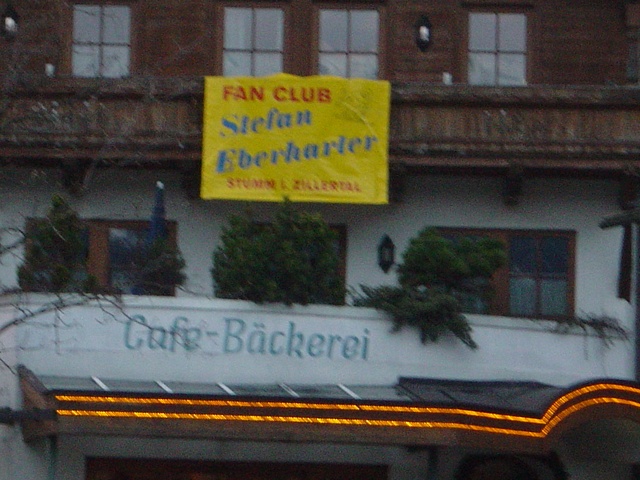 FAN CLUB
Stefan
Eberharter
STUMM I. ZILLERTAL
Cafe-Bäckerei